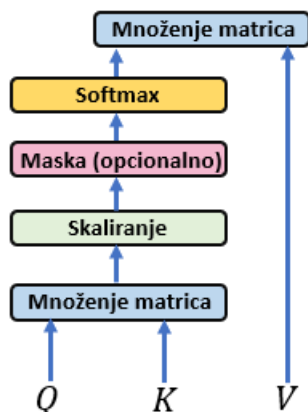 Množenje matrica
Softmax
Maska (opcionalno)
Skaliranje
Množenje matrica
Q K V